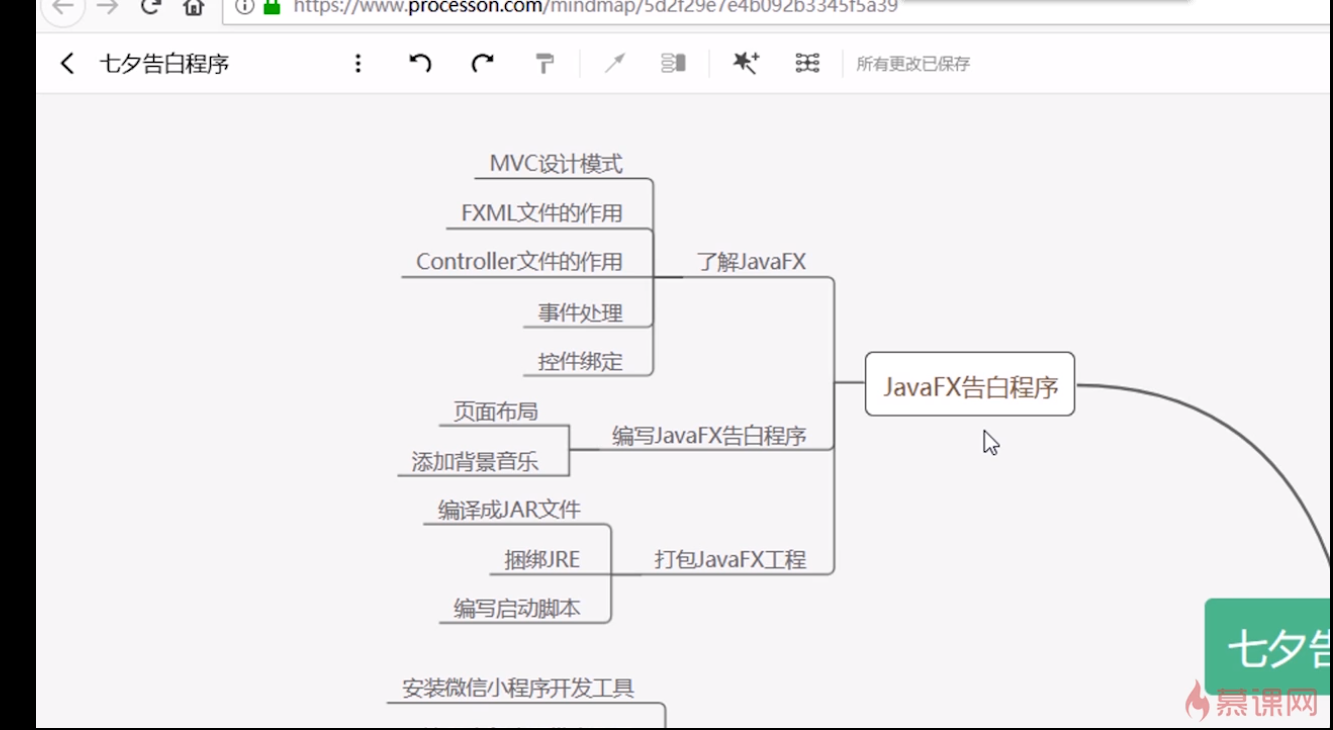 https://www.processon.com/mindmap/5d2f29e7e4b092b3345f5a39
七夕告白程序
所有更改已保存
MVC设计模式
FXML文件的作用
Controller文件的作用
了解JavaFX
事件处理
控件绑定
JavaFX告白程序
页面布局
编写JavaFX告白程序
添加背景音乐
编译成JAR文件
捆绑JRE
打包JavaFX工程
编写启动脚本
七夕告
安装微信小程序开发工具
慕课网